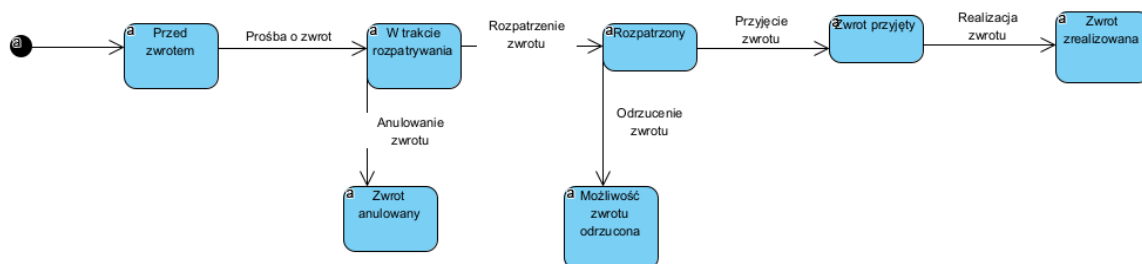 a
a
Przed
zwrotem
Prośba o zwrot
a
W trakcie
rozpatrywania
Rozpatrzenie
zwrotu
a
Rozpatrzony
Przyjęcie
zwrotu
a
Zwrot przyjęty
Realizacja
zwrotu
a
Zwrot
zrealizowana
Anulowanie
zwrotu
Odrzucenie
zwrotu
a
Zwrot
anulowany
a
Możliwość
zwrotu
odrzucona